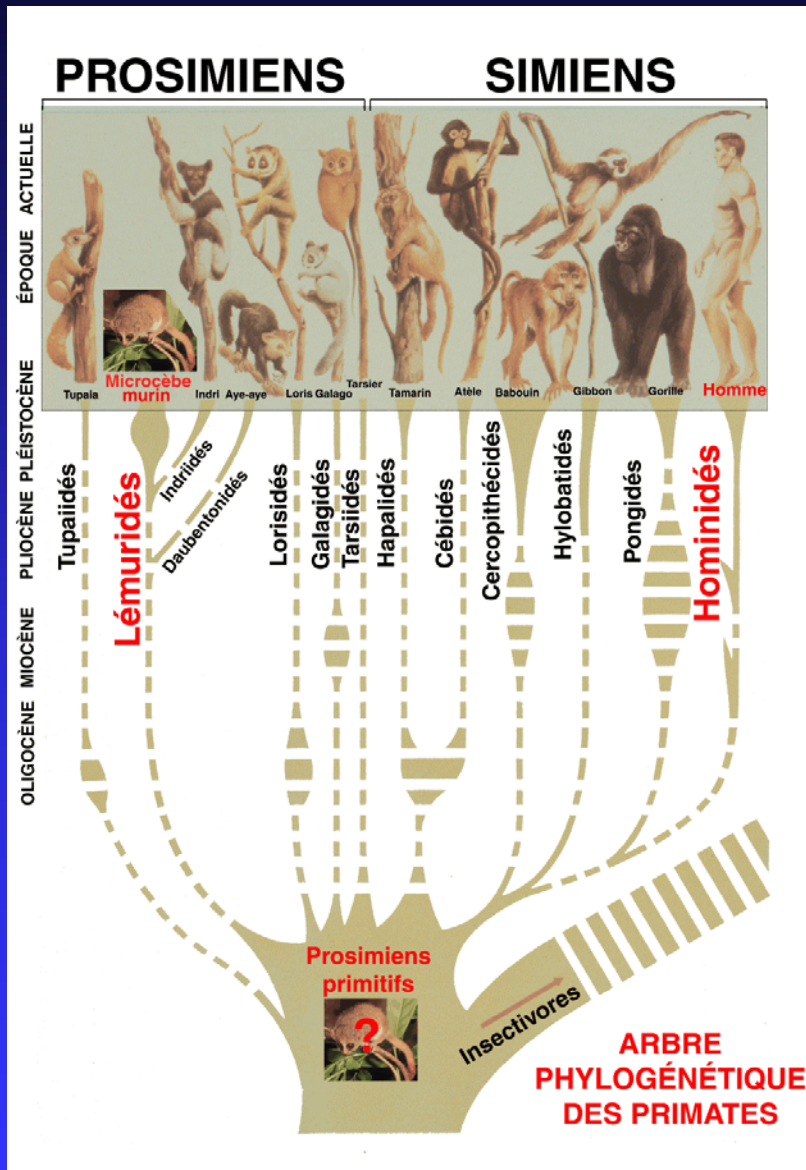 PROSIMIENS
SIMIENS
ÉPOQUE ACTUELLE
PLÉISTOCÈNE
PLIOCÈNE
MIOCÈNE
OLIGOCÈNE
Tupaia
Microcèbe
murin
Indri
Aye-aye
Loris
Galago
Tarsier
Tamarin
Atèle
Babouin
Gibbon
Gorille
Homme
Tupaiidés
Lémuridés
Indriidés
Daubentonidés
Lorisidés
Galagidés
Tarsiidés
Hapalidés
Cébidés
Cercopithécidés
Hylobatidés
Pongidés
Hominidés
Prosimiens
primitifs
?
Insectivores
ARBRE
PHYLOGÉNÉTIQUE
DES PRIMATES